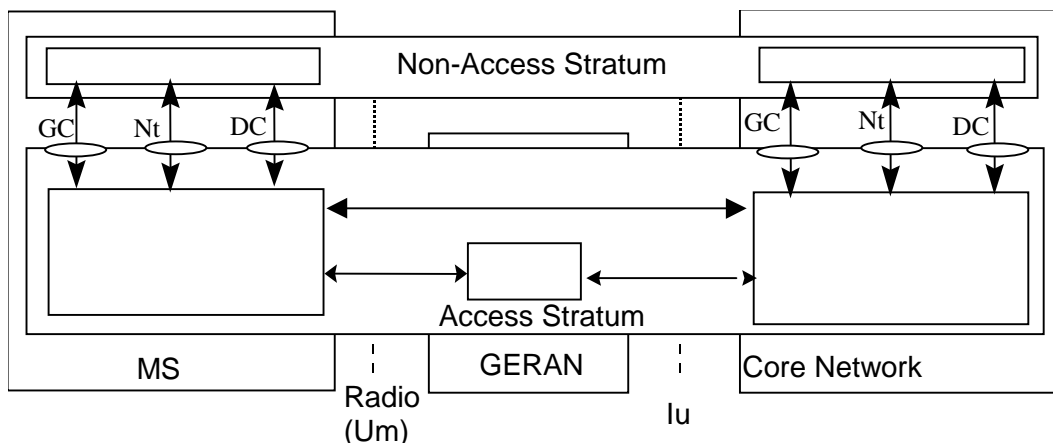 Non-Access Stratum
GC
Nt
DC
GC
Nt
DC
Access Stratum
MS
GERAN
Core Network
Radio
(Um)
Iu